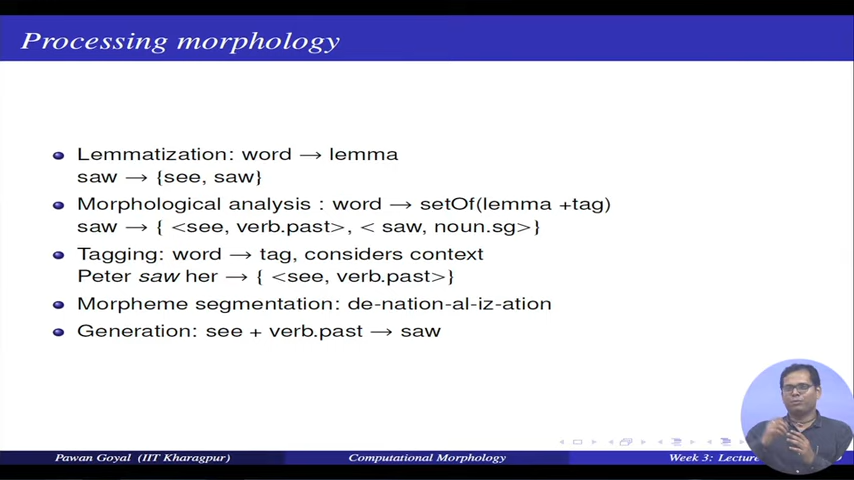 Processing morphology
Lemmatization: word → lemma
saw → {see, saw}
Morphological analysis : word → setOf(lemma +tag)
saw → { <see, verb.past>, < saw, noun.sg>}
Tagging: word → tag, considers context
Peter saw her → { <see, verb.past>}
Morpheme segmentation: de-nation-al-iz-ation
Generation: see + verb.past → saw
Pawan Goyal (IIT Kharagpur) Computational Morphology Week 3: Lecture